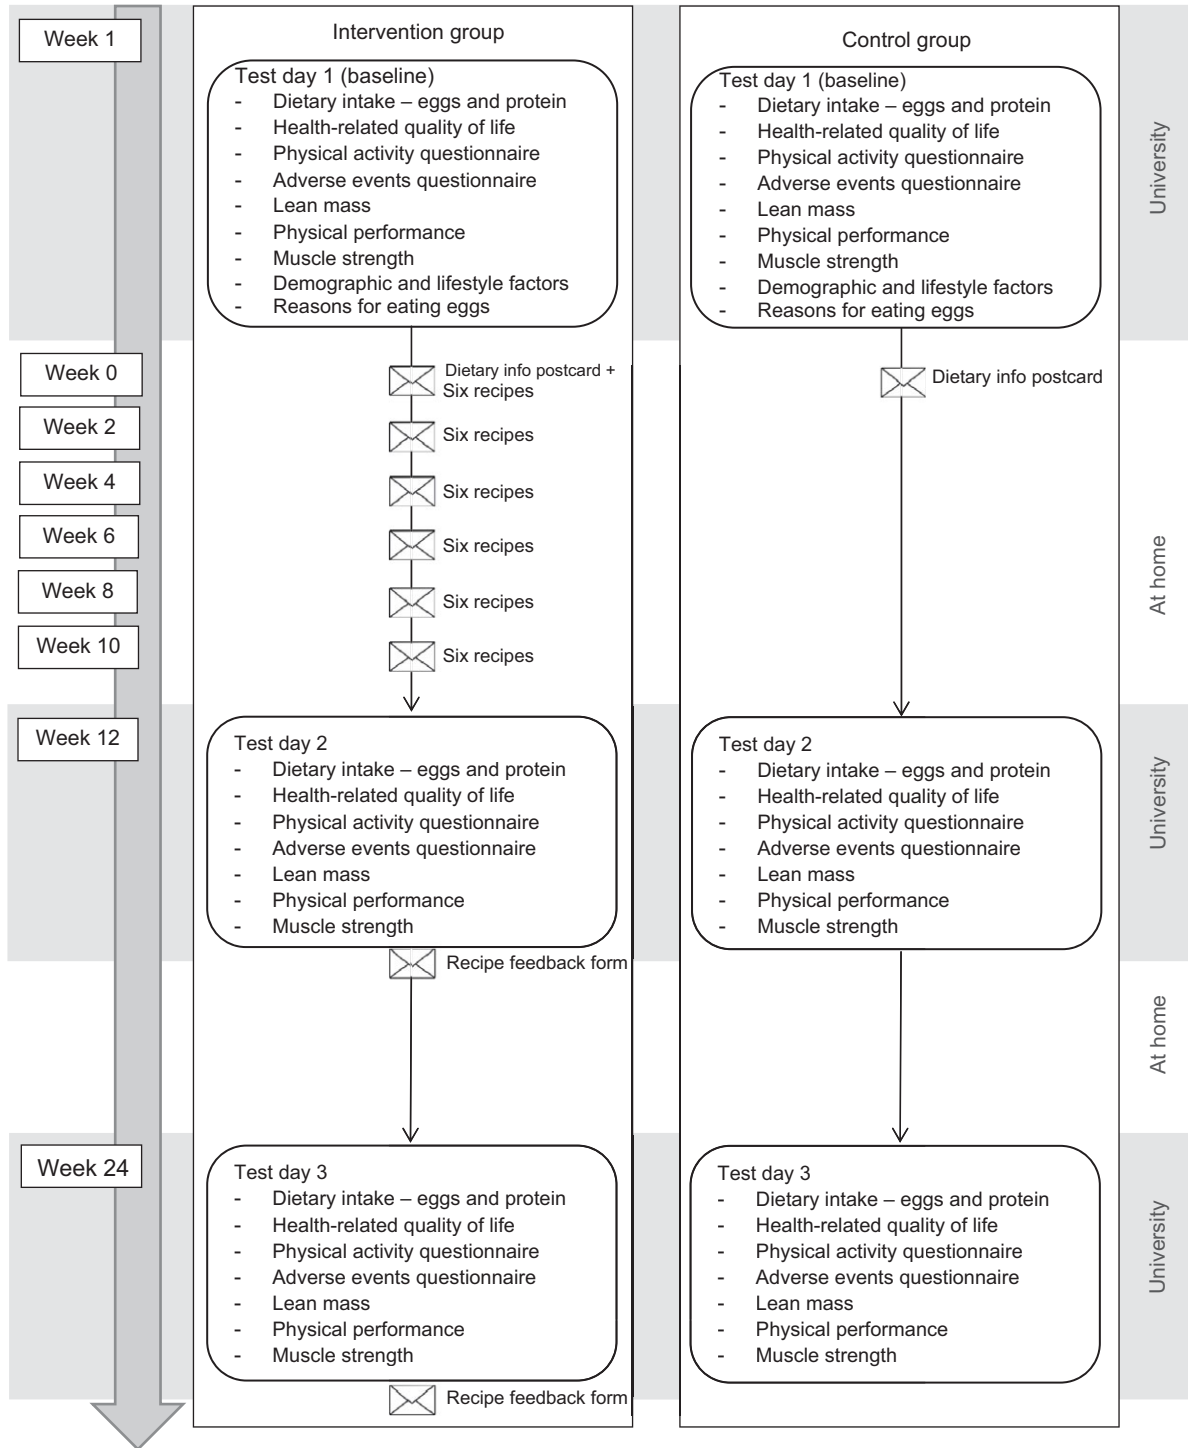 Week 1
Intervention group
Test day 1 (baseline)
- Dietary intake – eggs and protein
- Health-related quality of life
- Physical activity questionnaire
- Adverse events questionnaire
- Lean mass
- Physical performance
- Muscle strength
- Demographic and lifestyle factors
- Reasons for eating eggs
Control group
Test day 1 (baseline)
- Dietary intake – eggs and protein
- Health-related quality of life
- Physical activity questionnaire
- Adverse events questionnaire
- Lean mass
- Physical performance
- Muscle strength
- Demographic and lifestyle factors
- Reasons for eating eggs
University
Week 0
Dietary info postcard +
Six recipes
Dietary info postcard
Week 2
Six recipes
Week 4
Six recipes
Week 6
Six recipes
Week 8
Six recipes
Week 10
Six recipes
At home
Week 12
Test day 2
- Dietary intake – eggs and protein
- Health-related quality of life
- Physical activity questionnaire
- Adverse events questionnaire
- Lean mass
- Physical performance
- Muscle strength
Recipe feedback form
Test day 2
- Dietary intake – eggs and protein
- Health-related quality of life
- Physical activity questionnaire
- Adverse events questionnaire
- Lean mass
- Physical performance
- Muscle strength
University
At home
Week 24
Test day 3
- Dietary intake – eggs and protein
- Health-related quality of life
- Physical activity questionnaire
- Adverse events questionnaire
- Lean mass
- Physical performance
- Muscle strength
Recipe feedback form
Test day 3
- Dietary intake – eggs and protein
- Health-related quality of life
- Physical activity questionnaire
- Adverse events questionnaire
- Lean mass
- Physical performance
- Muscle strength
University